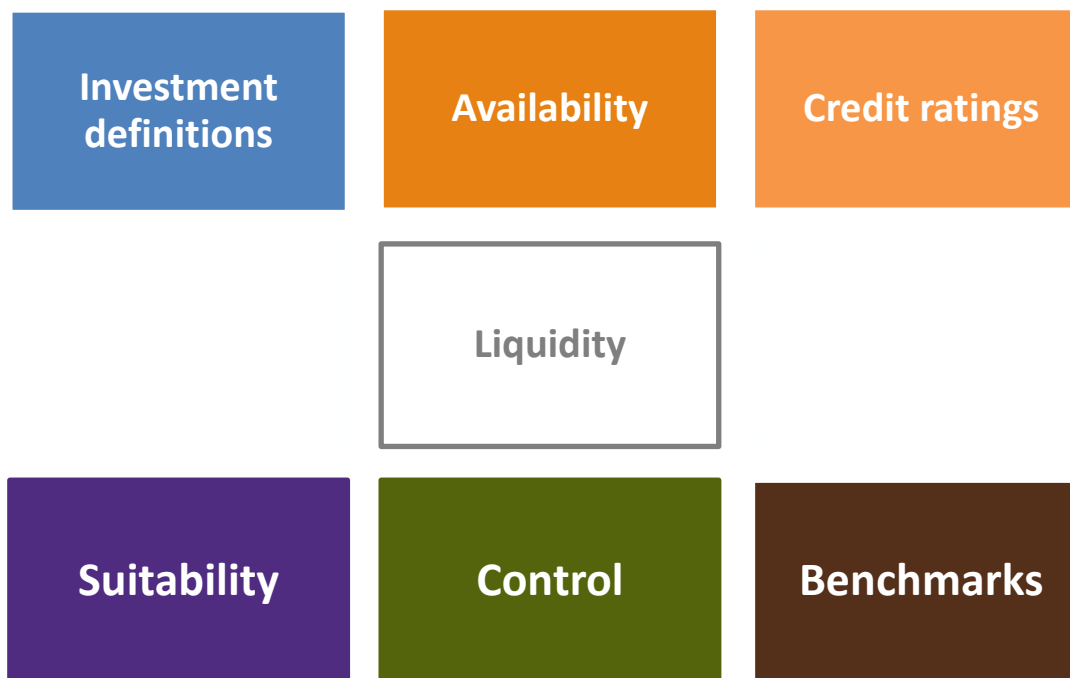 Investment
definitions
Availability
Credit ratings
Liquidity
Suitability
Control
Benchmarks